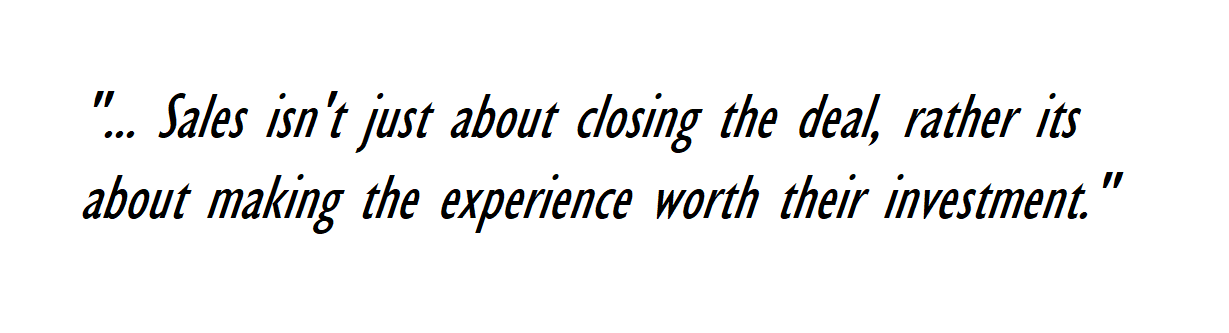 "... Sales isn't just about closing the deal, rather its
about making the experience worth their investment."